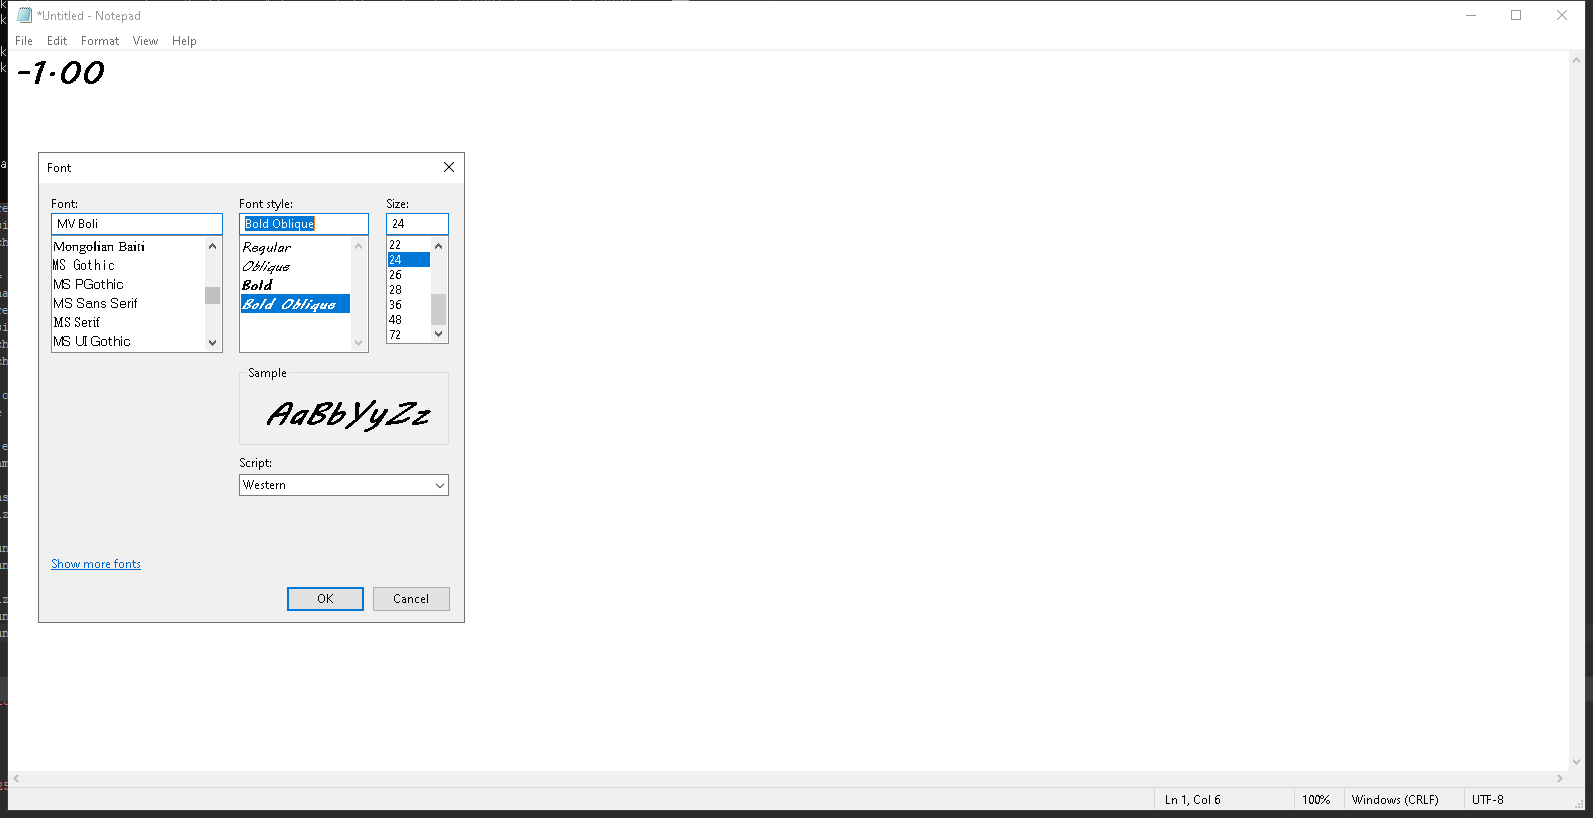 *Untitled - Notepad
File Edit Format View Help
-1.00
Font
Font: Font style: Size:
MV Boli Bold Oblique 24
Mongolian Baiti
MS Gothic
MS PGothic
MS Sans Serif
MS Serif
MS UI Gothic
Regular
Oblique
Bold
Bold Oblique
22
24
26
28
36
48
72
Sample
AaBbYyZz
Script:
Western
Show more fonts
OK Cancel
Ln 1, Col 6 100% Windows (CRLF) UTF-8